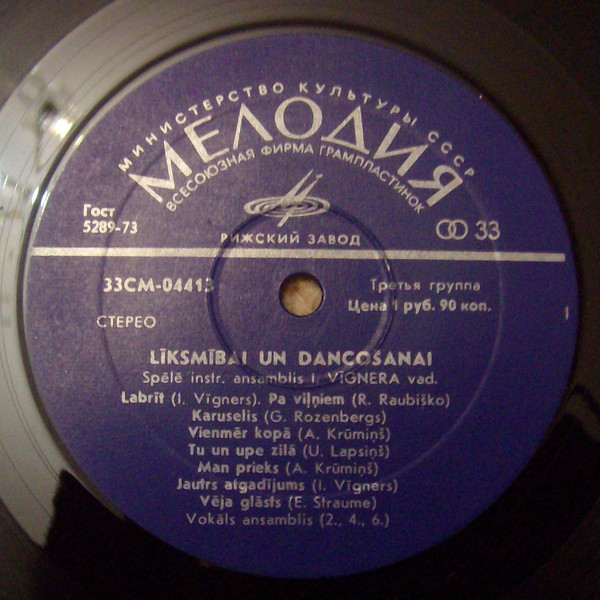 МИНИСТЕРСТВО КУЛЬТУРЫ СССР
МЕЛОДИЯ
ВСЕСОЮЗНАЯ ФИРМА ГРАМПЛАСТИНОК
Гост
5289-73
33
РИЖСКИЙ ЗАВОД
33СМ-04413
Третья группа
Цена 1 руб. 90 коп.
СТЕРЕО
1
LĪKSMĪBAI UN DANCOŠANAI
Spēlē instr. ansamblis I. VĪGNERA vad.
Labrīt (I. Vīgners). Pa viļņiem (R. Raubiško)
Karuselis (G. Rozenbergs)
Vienmēr kopā (A. Krūmiņš)
Tu un upe zilā (U. Lapsiņš)
Man prieks (A. Krūmiņš)
Jautrs atgadījums (I. Vīgners)
Vēja glāsts (E. Straume)
Vokāls ansamblis (2., 4., 6.)